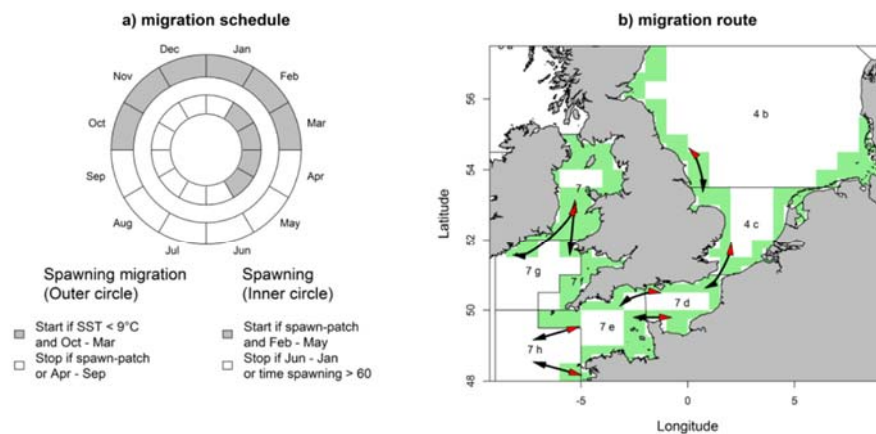 a) migration schedule
Dec
Jan
Nov
Feb
Oct
Mar
Sep
Apr
Aug
May
Jul
Jun
Spawning migration
(Outer circle)
Start if SST < 9°C
and Oct - Mar
Stop if spawn-patch
or Apr - Sep
Spawning
(Inner circle)
Start if spawn-patch
and Feb - May
Stop if Jun - Jan
or time spawning > 60
b) migration route
Latitude
56
54
52
50
48
4 b
4 c
7 g
7 f
7 d
7 e
7 h
-5
0
5
Longitude